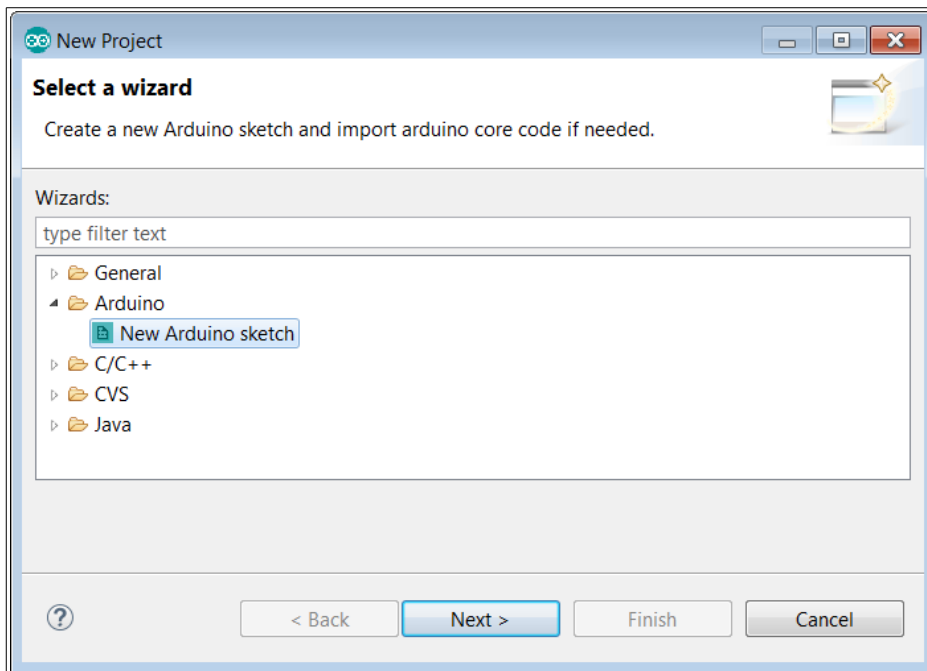 New Project
Select a wizard
Create a new Arduino sketch and import arduino core code if needed.
Wizards:
type filter text
General
Arduino
New Arduino sketch
C/C++
CVS
Java
?
< Back
Next >
Finish
Cancel